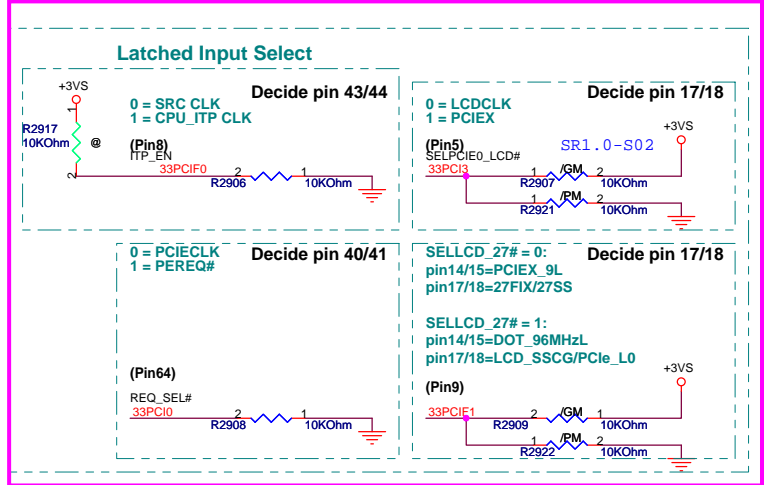 Latched Input Select
Decide pin 43/44
+3VS
0 = SRC CLK
1 = CPU_ITP CLK
R2917
10KOhm
@
1
2
(Pin8)
ITP_EN
33PCIF0
2
1
R2906
10KOhm
Decide pin 17/18
0 = LCDCLK
1 = PCIEX
+3VS
(Pin5)
SR1.0-S02
SELPCIE0_LCD#
33PCI3
1
/GM
2
R2907
10KOhm
1
/PM
2
R2921
10KOhm
0 = PCIECLK
1 = PEREQ#
Decide pin 40/41
(Pin64)
REQ_SEL#
33PCI0
2
1
R2908
10KOhm
SELLCD_27# = 0:
Decide pin 17/18
pin14/15=PCIEX_9L
pin17/18=27FIX/27SS
SELLCD_27# = 1:
pin14/15=DOT_96MHzL
pin17/18=LCD_SSCG/PCIe_L0
+3VS
(Pin9)
33PCIF1
2
/GM
1
R2909
10KOhm
1
/PM
2
R2922
10KOhm